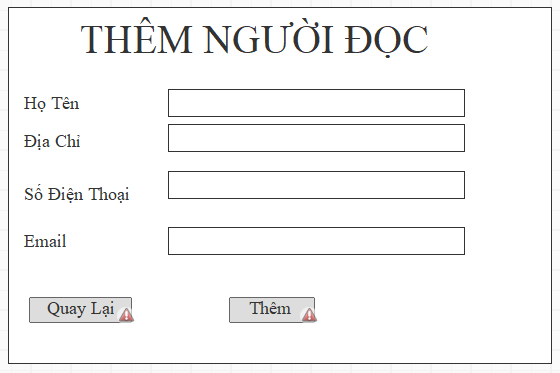 THÊM NGƯỜI ĐỌC
Họ Tên
Địa Chỉ
Số Điện Thoại
Email
Quay Lại
Thêm